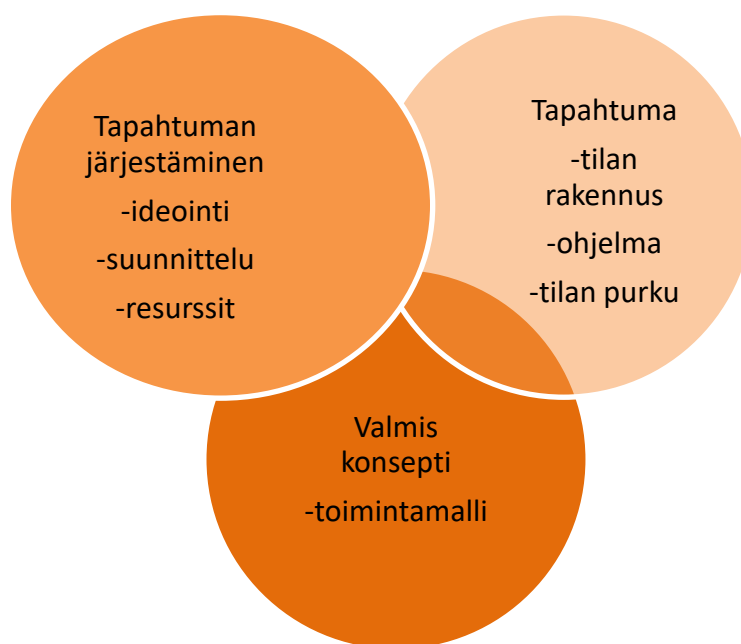 Tapahtuman
järjestäminen
-ideointi
-suunnittelu
-resurssit
Tapahtuma
-tilan
rakennus
-ohjelma
-tilan purku
Valmis
konsepti
-toimintamalli